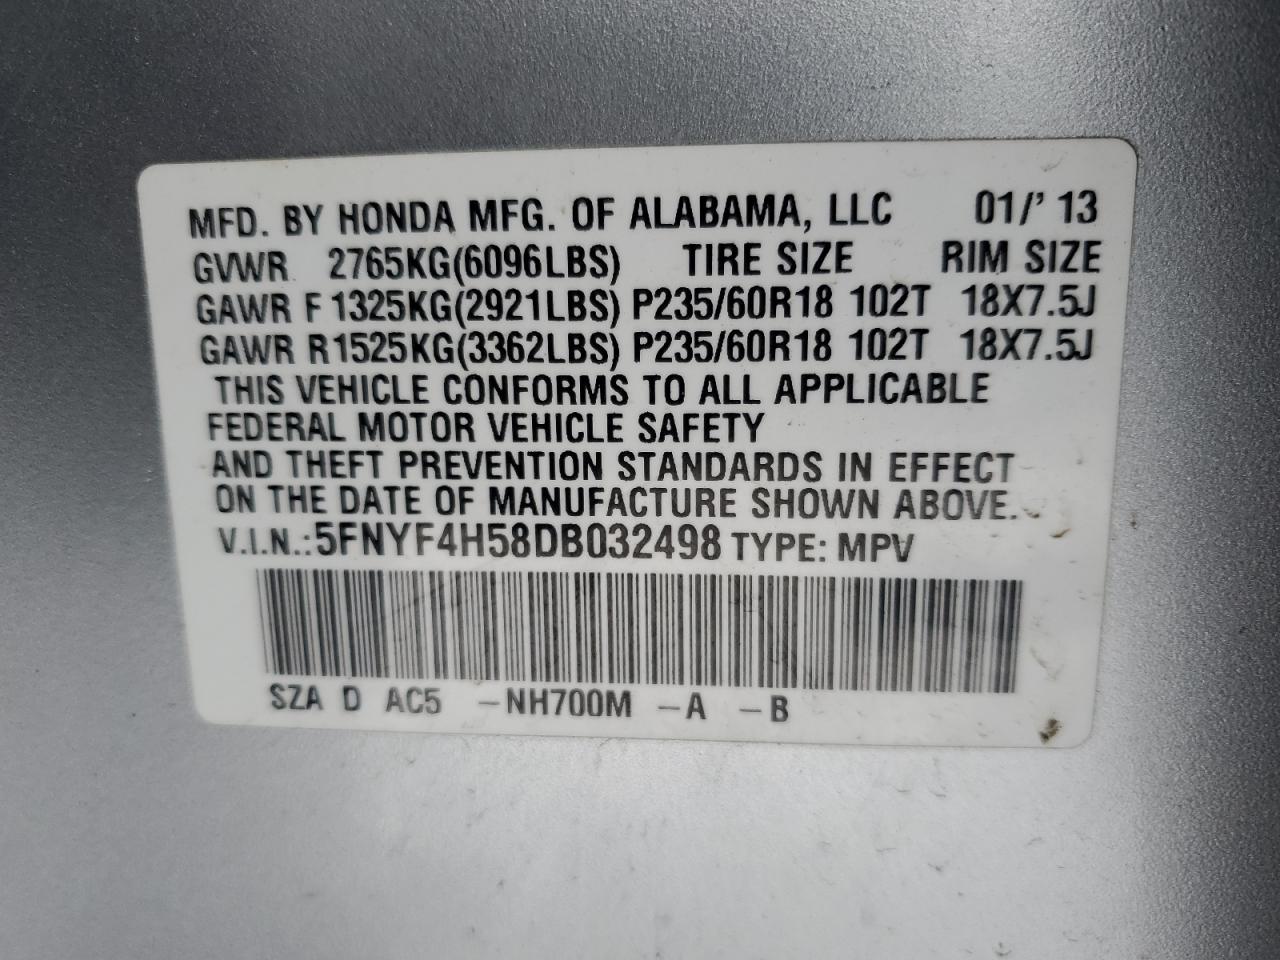 MFD. BY HONDA MFG. OF ALABAMA, LLC 01/' 13
GVWR 2765KG(6096LBS) TIRE SIZE RIM SIZE
GAWR F 1325KG(2921LBS) P235/60R18 102T 18X7.5J
GAWR R1525KG(3362LBS) P235/60R18 102T 18X7.5J
THIS VEHICLE CONFORMS TO ALL APPLICABLE
FEDERAL MOTOR VEHICLE SAFETY
AND THEFT PREVENTION STANDARDS IN EFFECT
ON THE DATE OF MANUFACTURE SHOWN ABOVE.
V.I.N.:5FNYF4H58DB032498 TYPE: MPV
SZA D AC5 -NH700M -A -B